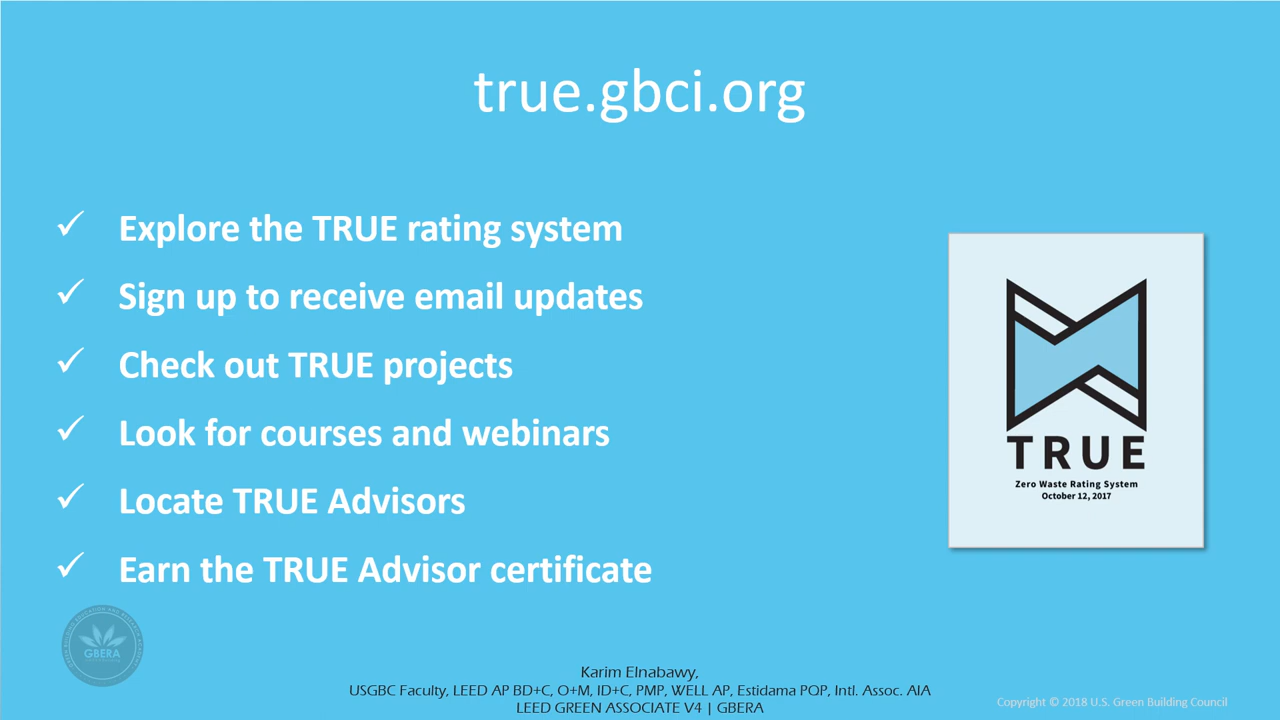 true.gbci.org
✓ Explore the TRUE rating system
✓ Sign up to receive email updates
✓ Check out TRUE projects
✓ Look for courses and webinars
✓ Locate TRUE Advisors
✓ Earn the TRUE Advisor certificate
TRUE
Zero Waste Rating System
October 12, 2017
GBERA
Karim Elnabawy,
USGBC Faculty, LEED AP BD+C, O+M, ID+C, PMP, WELL AP, Estidama POP, Intl. Assoc. AIA
LEED GREEN ASSOCIATE V4 | GBERA
Copyright © 2018 U.S. Green Building Council